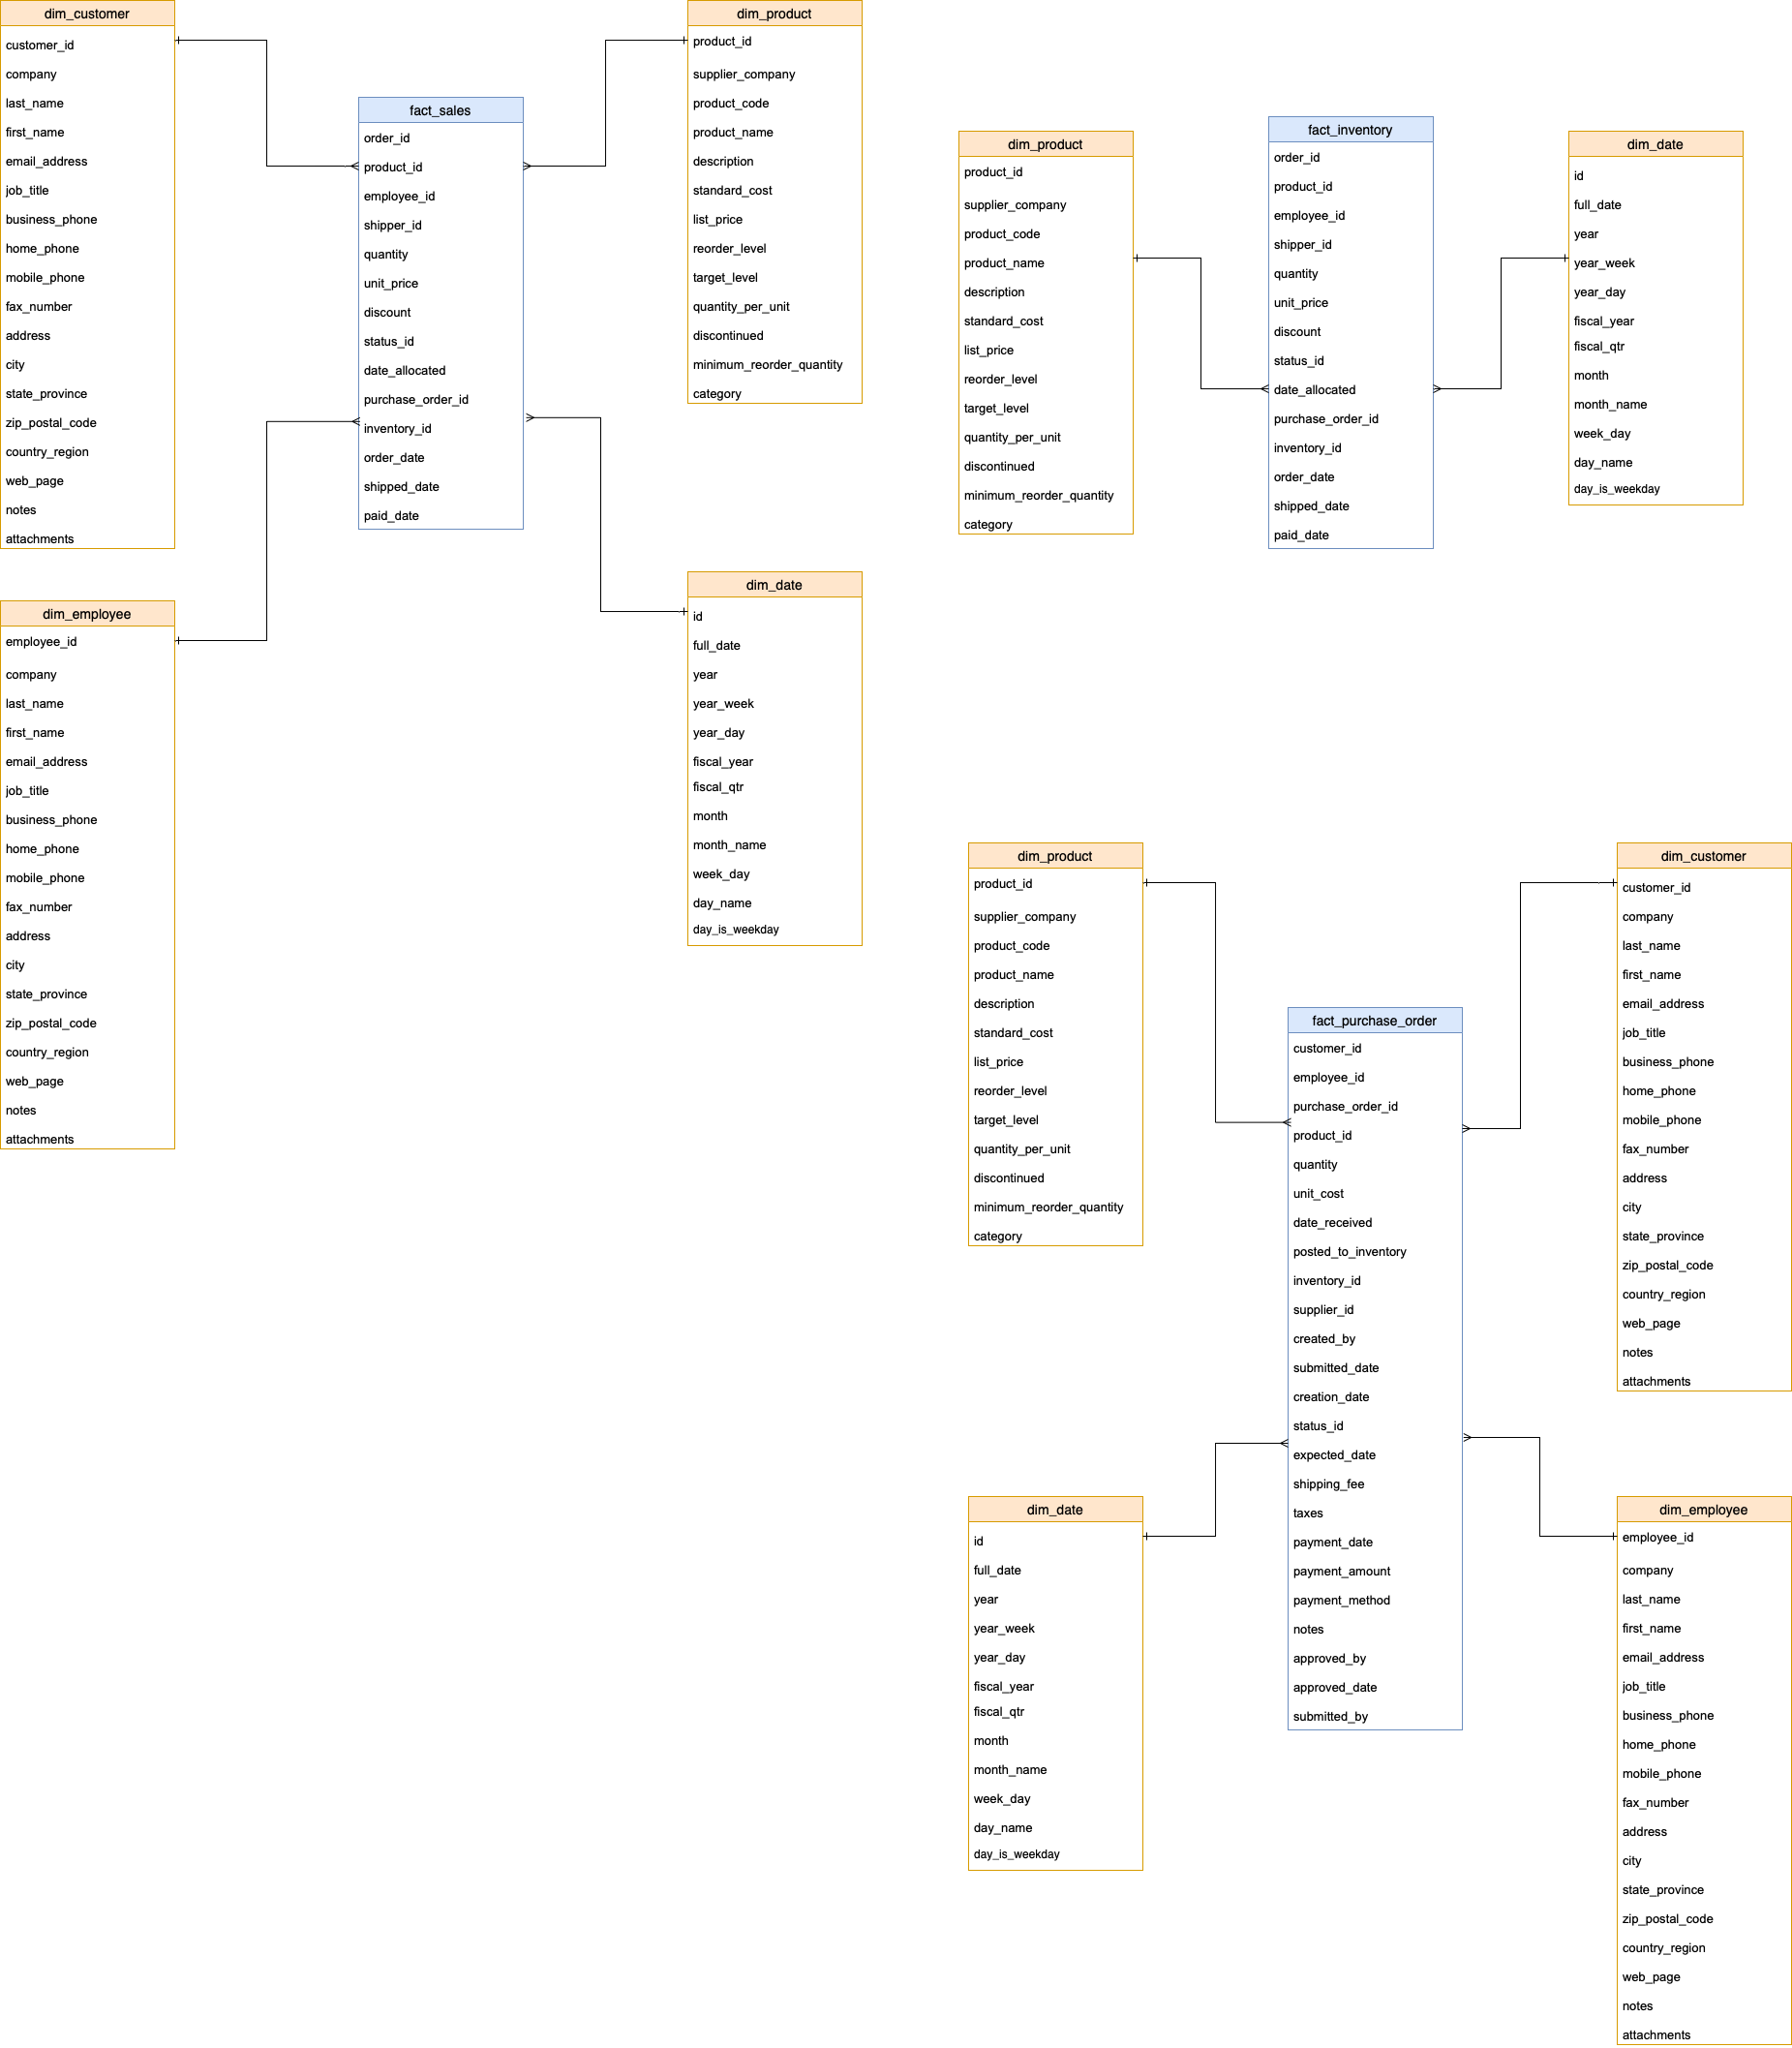 dim_customer
customer_id
company
last_name
first_name
email_address
job_title
business_phone
home_phone
mobile_phone
fax_number
address
city
state_province
zip_postal_code
country_region
web_page
notes
attachments
fact_sales
order_id
product_id
employee_id
shipper_id
quantity
unit_price
discount
status_id
date_allocated
purchase_order_id
inventory_id
order_date
shipped_date
paid_date
dim_product
product_id
supplier_company
product_code
product_name
description
standard_cost
list_price
reorder_level
target_level
quantity_per_unit
discontinued
minimum_reorder_quantity
category
dim_employee
employee_id
company
last_name
first_name
email_address
job_title
business_phone
home_phone
mobile_phone
fax_number
address
city
state_province
zip_postal_code
country_region
web_page
notes
attachments
dim_date
id
full_date
year
year_week
year_day
fiscal_year
fiscal_qtr
month
month_name
week_day
day_name
day_is_weekday
dim_product
product_id
supplier_company
product_code
product_name
description
standard_cost
list_price
reorder_level
target_level
quantity_per_unit
discontinued
minimum_reorder_quantity
category
fact_inventory
order_id
product_id
employee_id
shipper_id
quantity
unit_price
discount
status_id
date_allocated
purchase_order_id
inventory_id
order_date
shipped_date
paid_date
dim_date
id
full_date
year
year_week
year_day
fiscal_year
fiscal_qtr
month
month_name
week_day
day_name
day_is_weekday
dim_product
product_id
supplier_company
product_code
product_name
description
standard_cost
list_price
reorder_level
target_level
quantity_per_unit
discontinued
minimum_reorder_quantity
category
fact_purchase_order
customer_id
employee_id
purchase_order_id
product_id
quantity
unit_cost
date_received
posted_to_inventory
inventory_id
supplier_id
created_by
submitted_date
creation_date
status_id
expected_date
shipping_fee
taxes
payment_date
payment_amount
payment_method
notes
approved_by
approved_date
submitted_by
dim_customer
customer_id
company
last_name
first_name
email_address
job_title
business_phone
home_phone
mobile_phone
fax_number
address
city
state_province
zip_postal_code
country_region
web_page
notes
attachments
dim_date
id
full_date
year
year_week
year_day
fiscal_year
fiscal_qtr
month
month_name
week_day
day_name
day_is_weekday
dim_employee
employee_id
company
last_name
first_name
email_address
job_title
business_phone
home_phone
mobile_phone
fax_number
address
city
state_province
zip_postal_code
country_region
web_page
notes
attachments